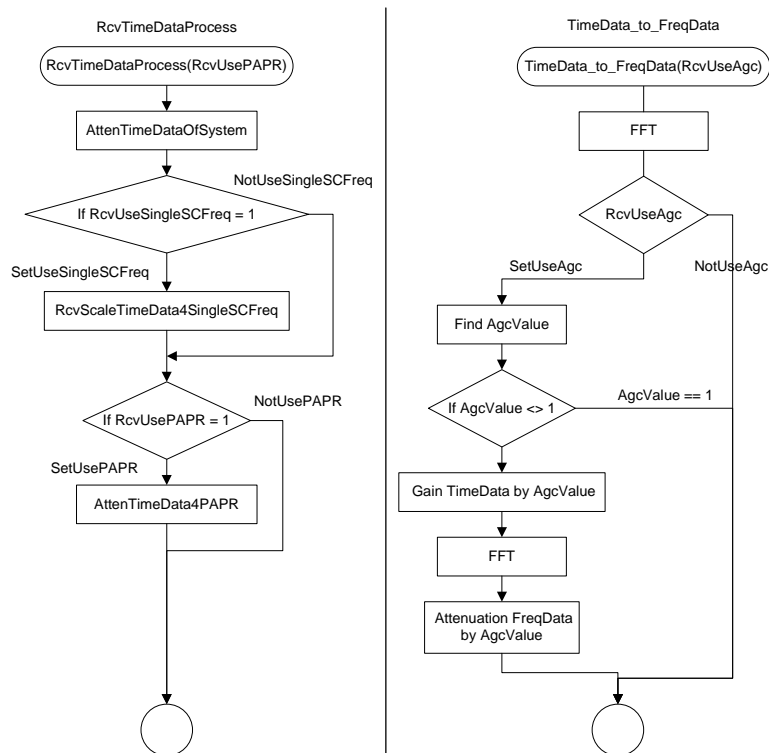 RcvTimeDataProcess
RcvTimeDataProcess(RcvUsePAPR)
AttenTimeDataOfSystem
NotUseSingleSCFreq
If RcvUseSingleSCFreq = 1
SetUseSingleSCFreq
RcvScaleTimeData4SingleSCFreq
NotUsePAPR
If RcvUsePAPR = 1
SetUsePAPR
AttenTimeData4PAPR
TimeData_to_FreqData
TimeData_to_FreqData(RcvUseAgc)
FFT
RcvUseAgc
SetUseAgc
NotUseAgc
Find AgcValue
AgcValue == 1
If AgcValue <> 1
Gain TimeData by AgcValue
FFT
Attenuation FreqData
by AgcValue